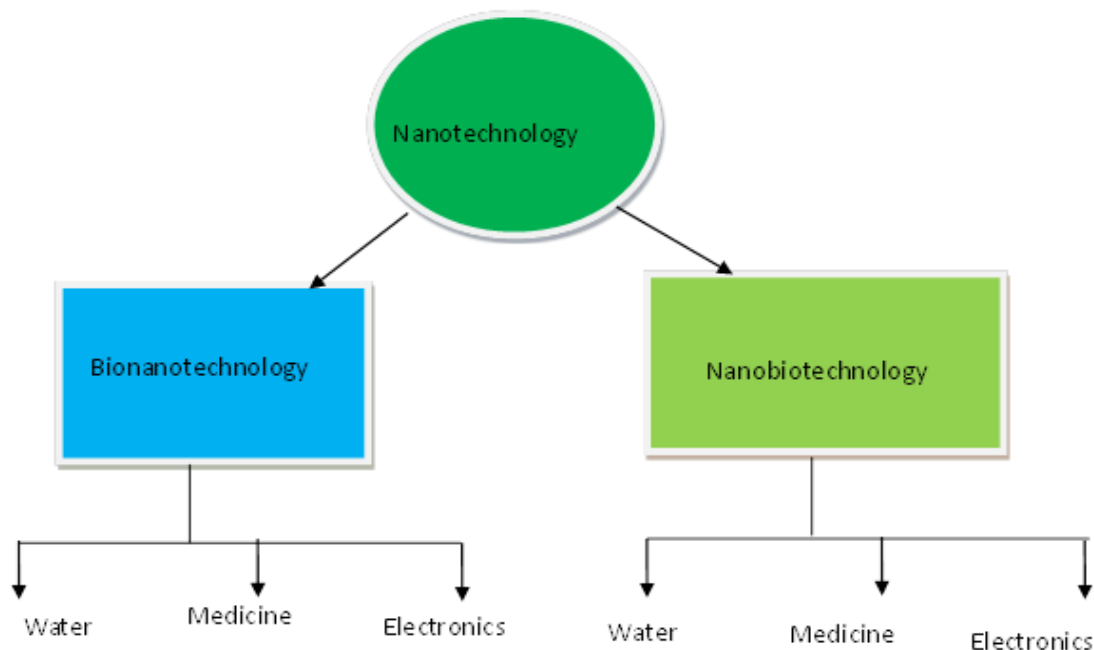 Nanotechnology
Bionanotechnology
Nanobiotechnology
Water
Medicine
Electronics
Water
Medicine
Electronics